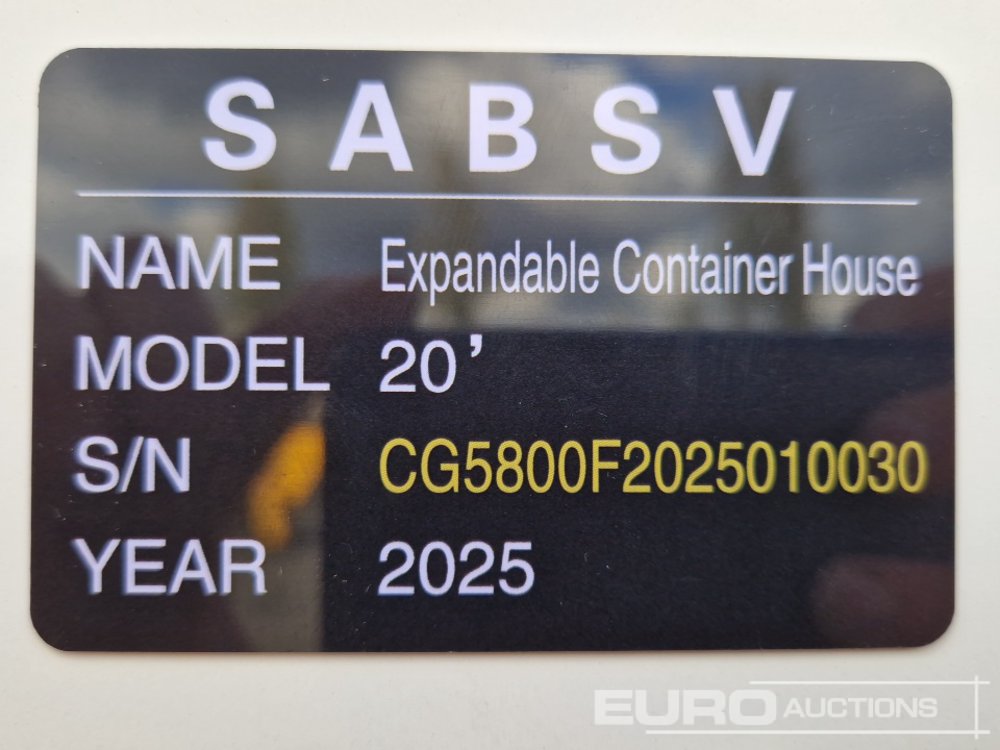 SABSV
NAME Expandable Container House
MODEL 20'
S/N CG5800F2025010030
YEAR 2025
EURO AUCTIONS